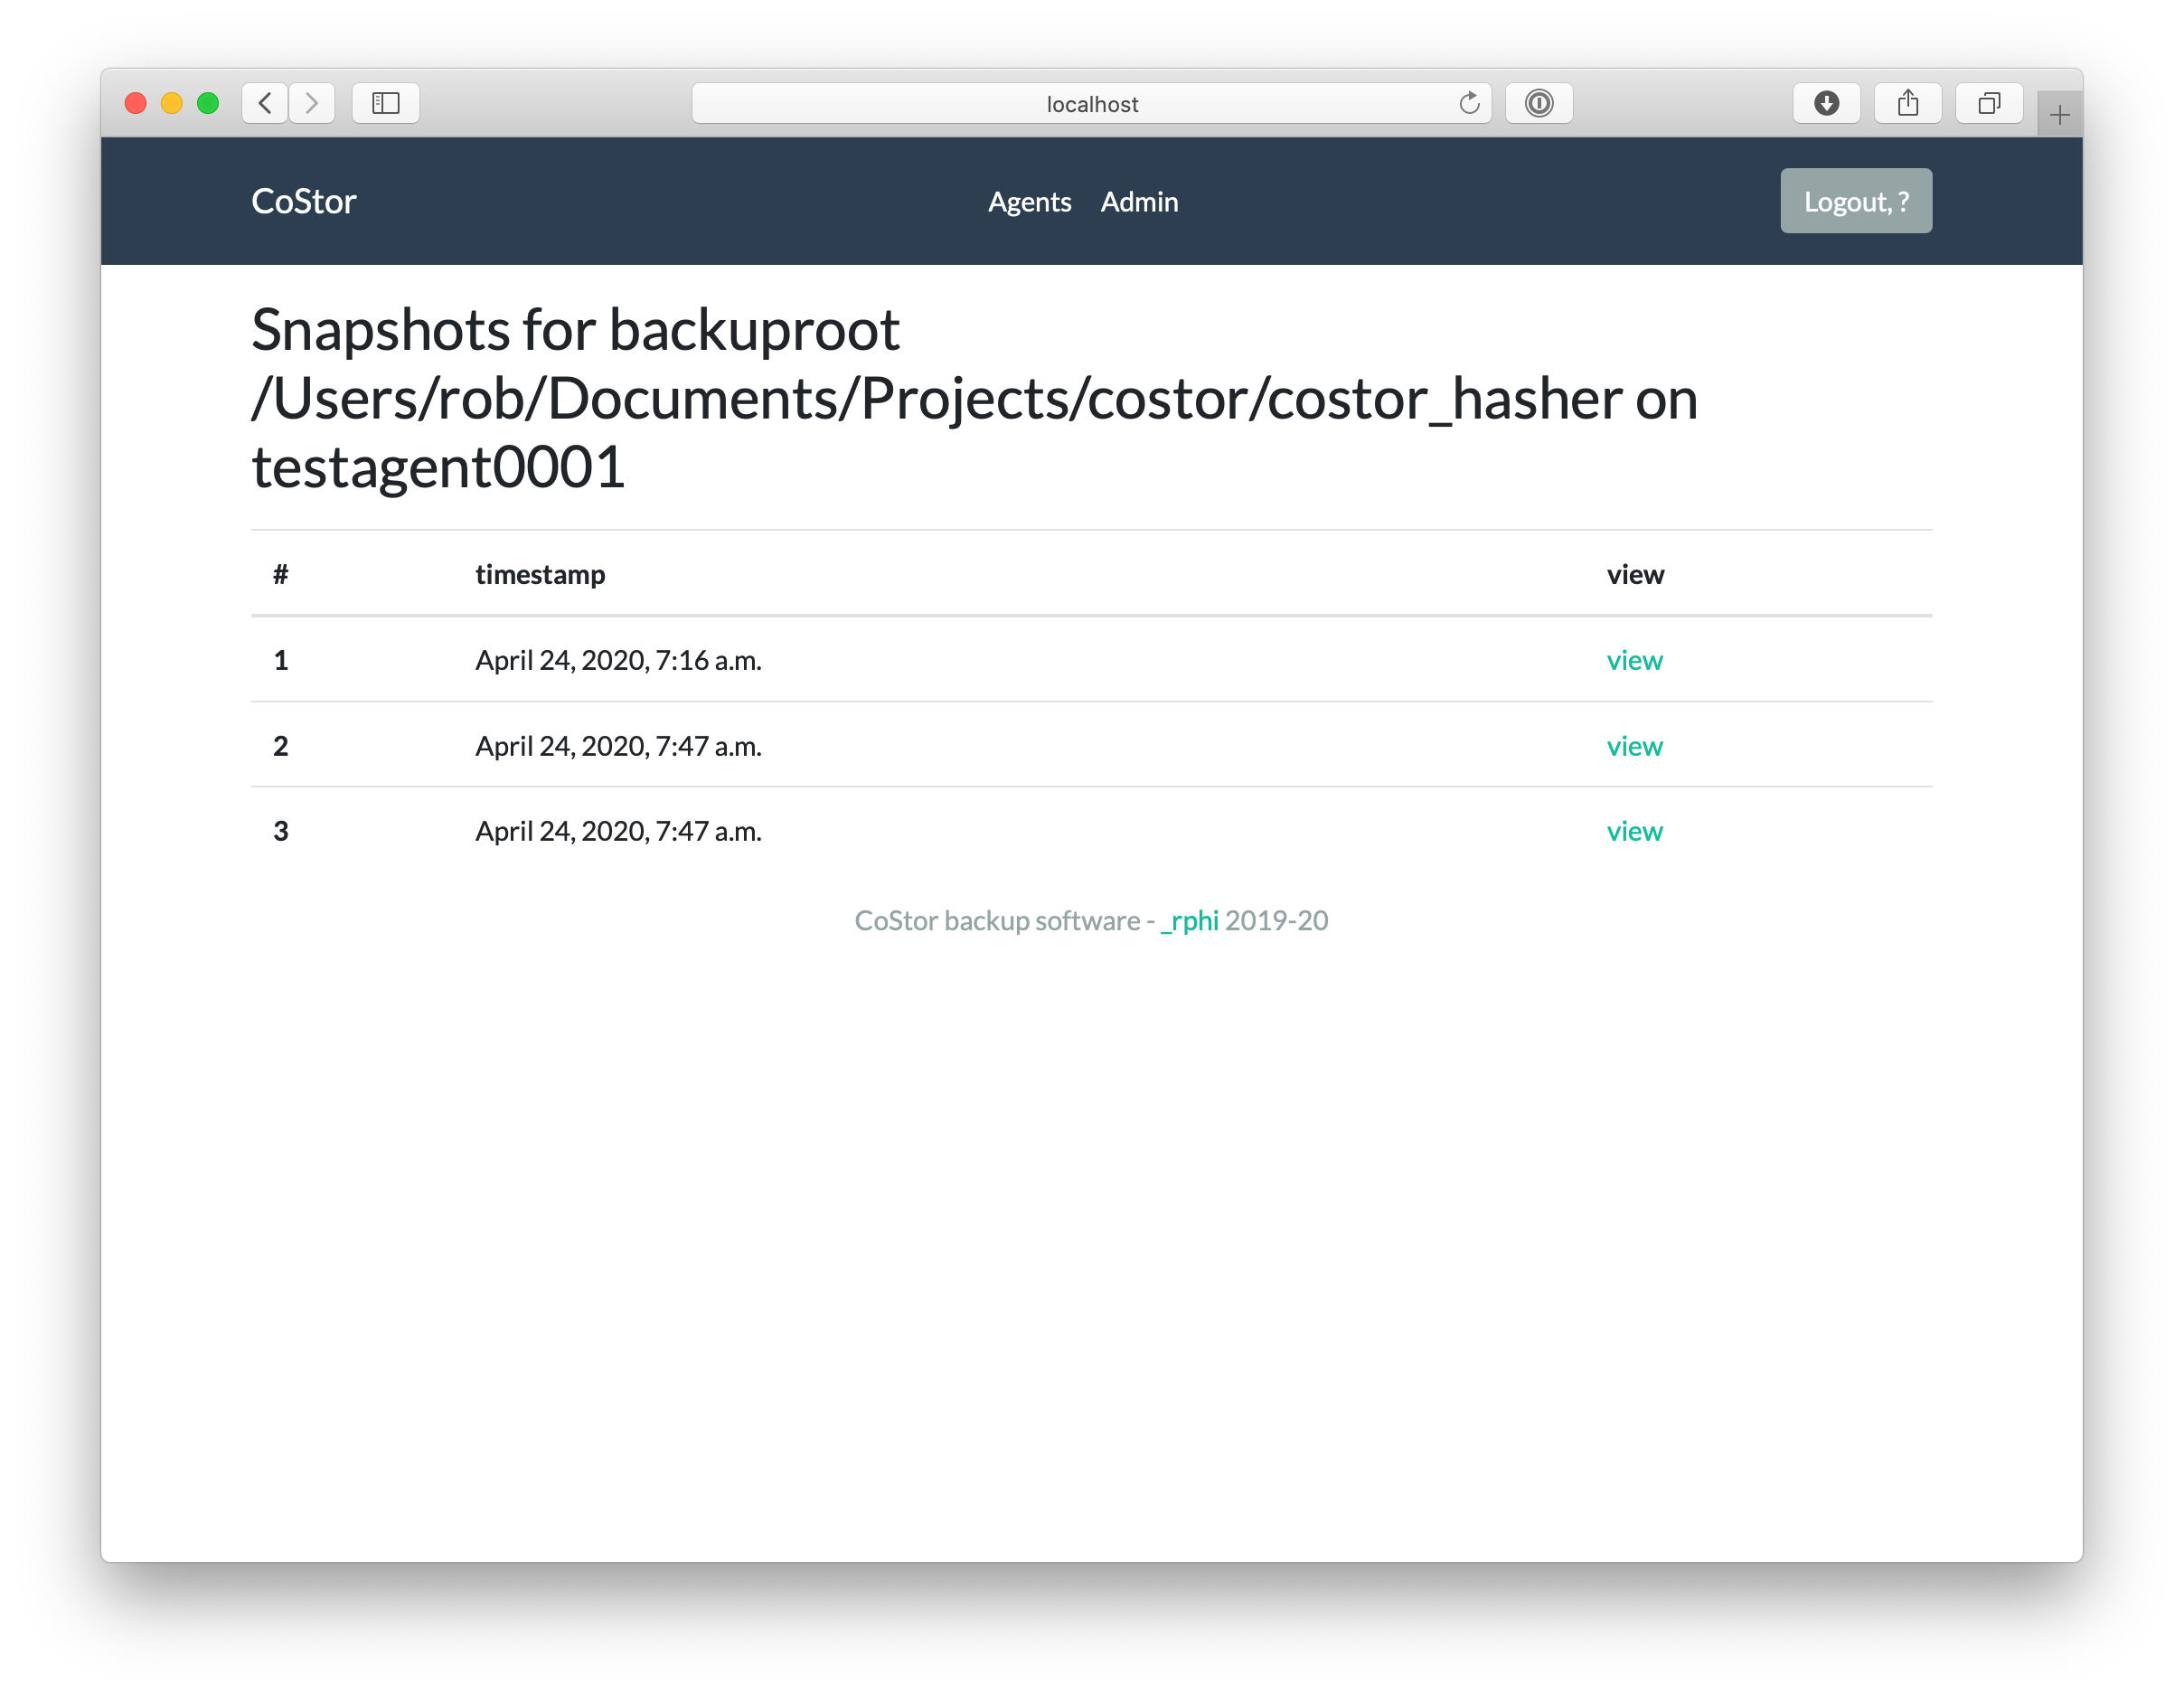 localhost
CoStor Agents Admin Logout, ?
Snapshots for backuproot
/Users/rob/Documents/Projects/costor/costor_hasher on
testagent0001
# timestamp view
1 April 24, 2020, 7:16 a.m. view
2 April 24, 2020, 7:47 a.m. view
3 April 24, 2020, 7:47 a.m. view
CoStor backup software - _rphi 2019-20